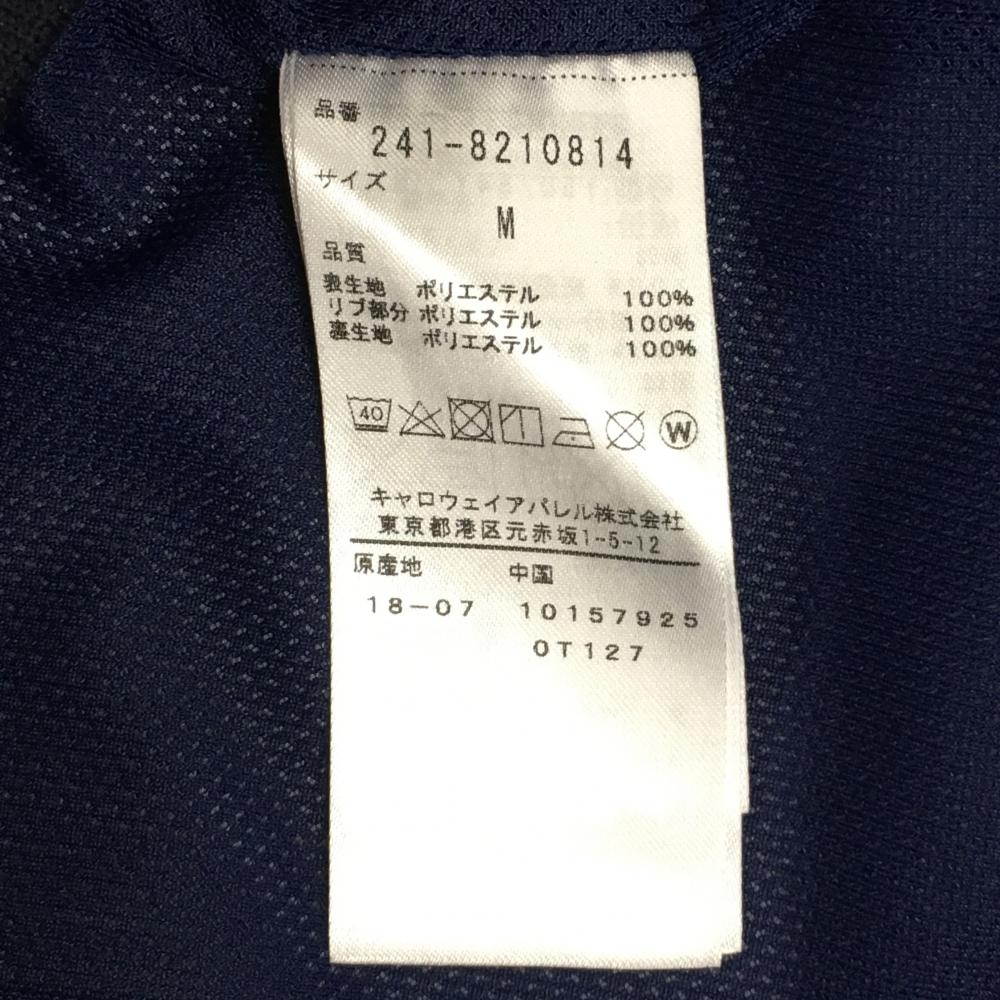 品番
241-8210814
サイズ
M
品質
表生地 ポリエステル 100%
リブ部分 ポリエステル 100%
裏生地 ポリエステル 100%
40 W
キャロウェイアパレル株式会社
東京都港区元赤坂1-5-12
原産地 中国
18-07 10157925
0T127